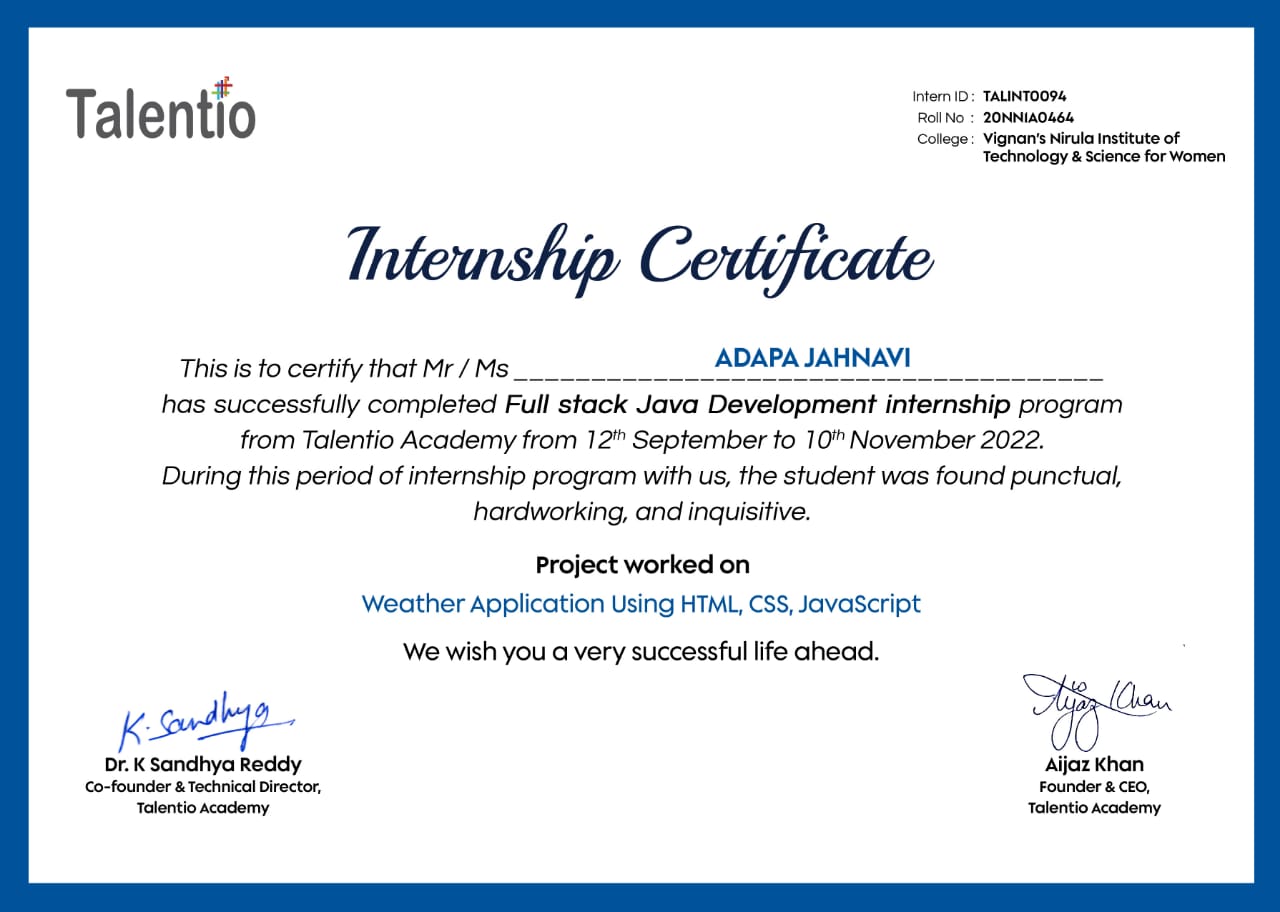 Talentio
Intern ID : TALINT0094
Roll No : 20NN1A0464
College : Vignan's Nirula Institute of
Technology & Science for Women
Internship Certificate
This is to certify that Mr / Ms ADAPA JAHNAVI
has successfully completed Full stack Java Development internship program
from Talentio Academy from 12th September to 10th November 2022.
During this period of internship program with us, the student was found punctual,
hardworking, and inquisitive.
Project worked on
Weather Application Using HTML, CSS, JavaScript
We wish you a very successful life ahead.
K. Sandhya
Dr. K Sandhya Reddy
Co-founder & Technical Director,
Talentio Academy
Aijaz Khan
Aijaz Khan
Founder & CEO,
Talentio Academy